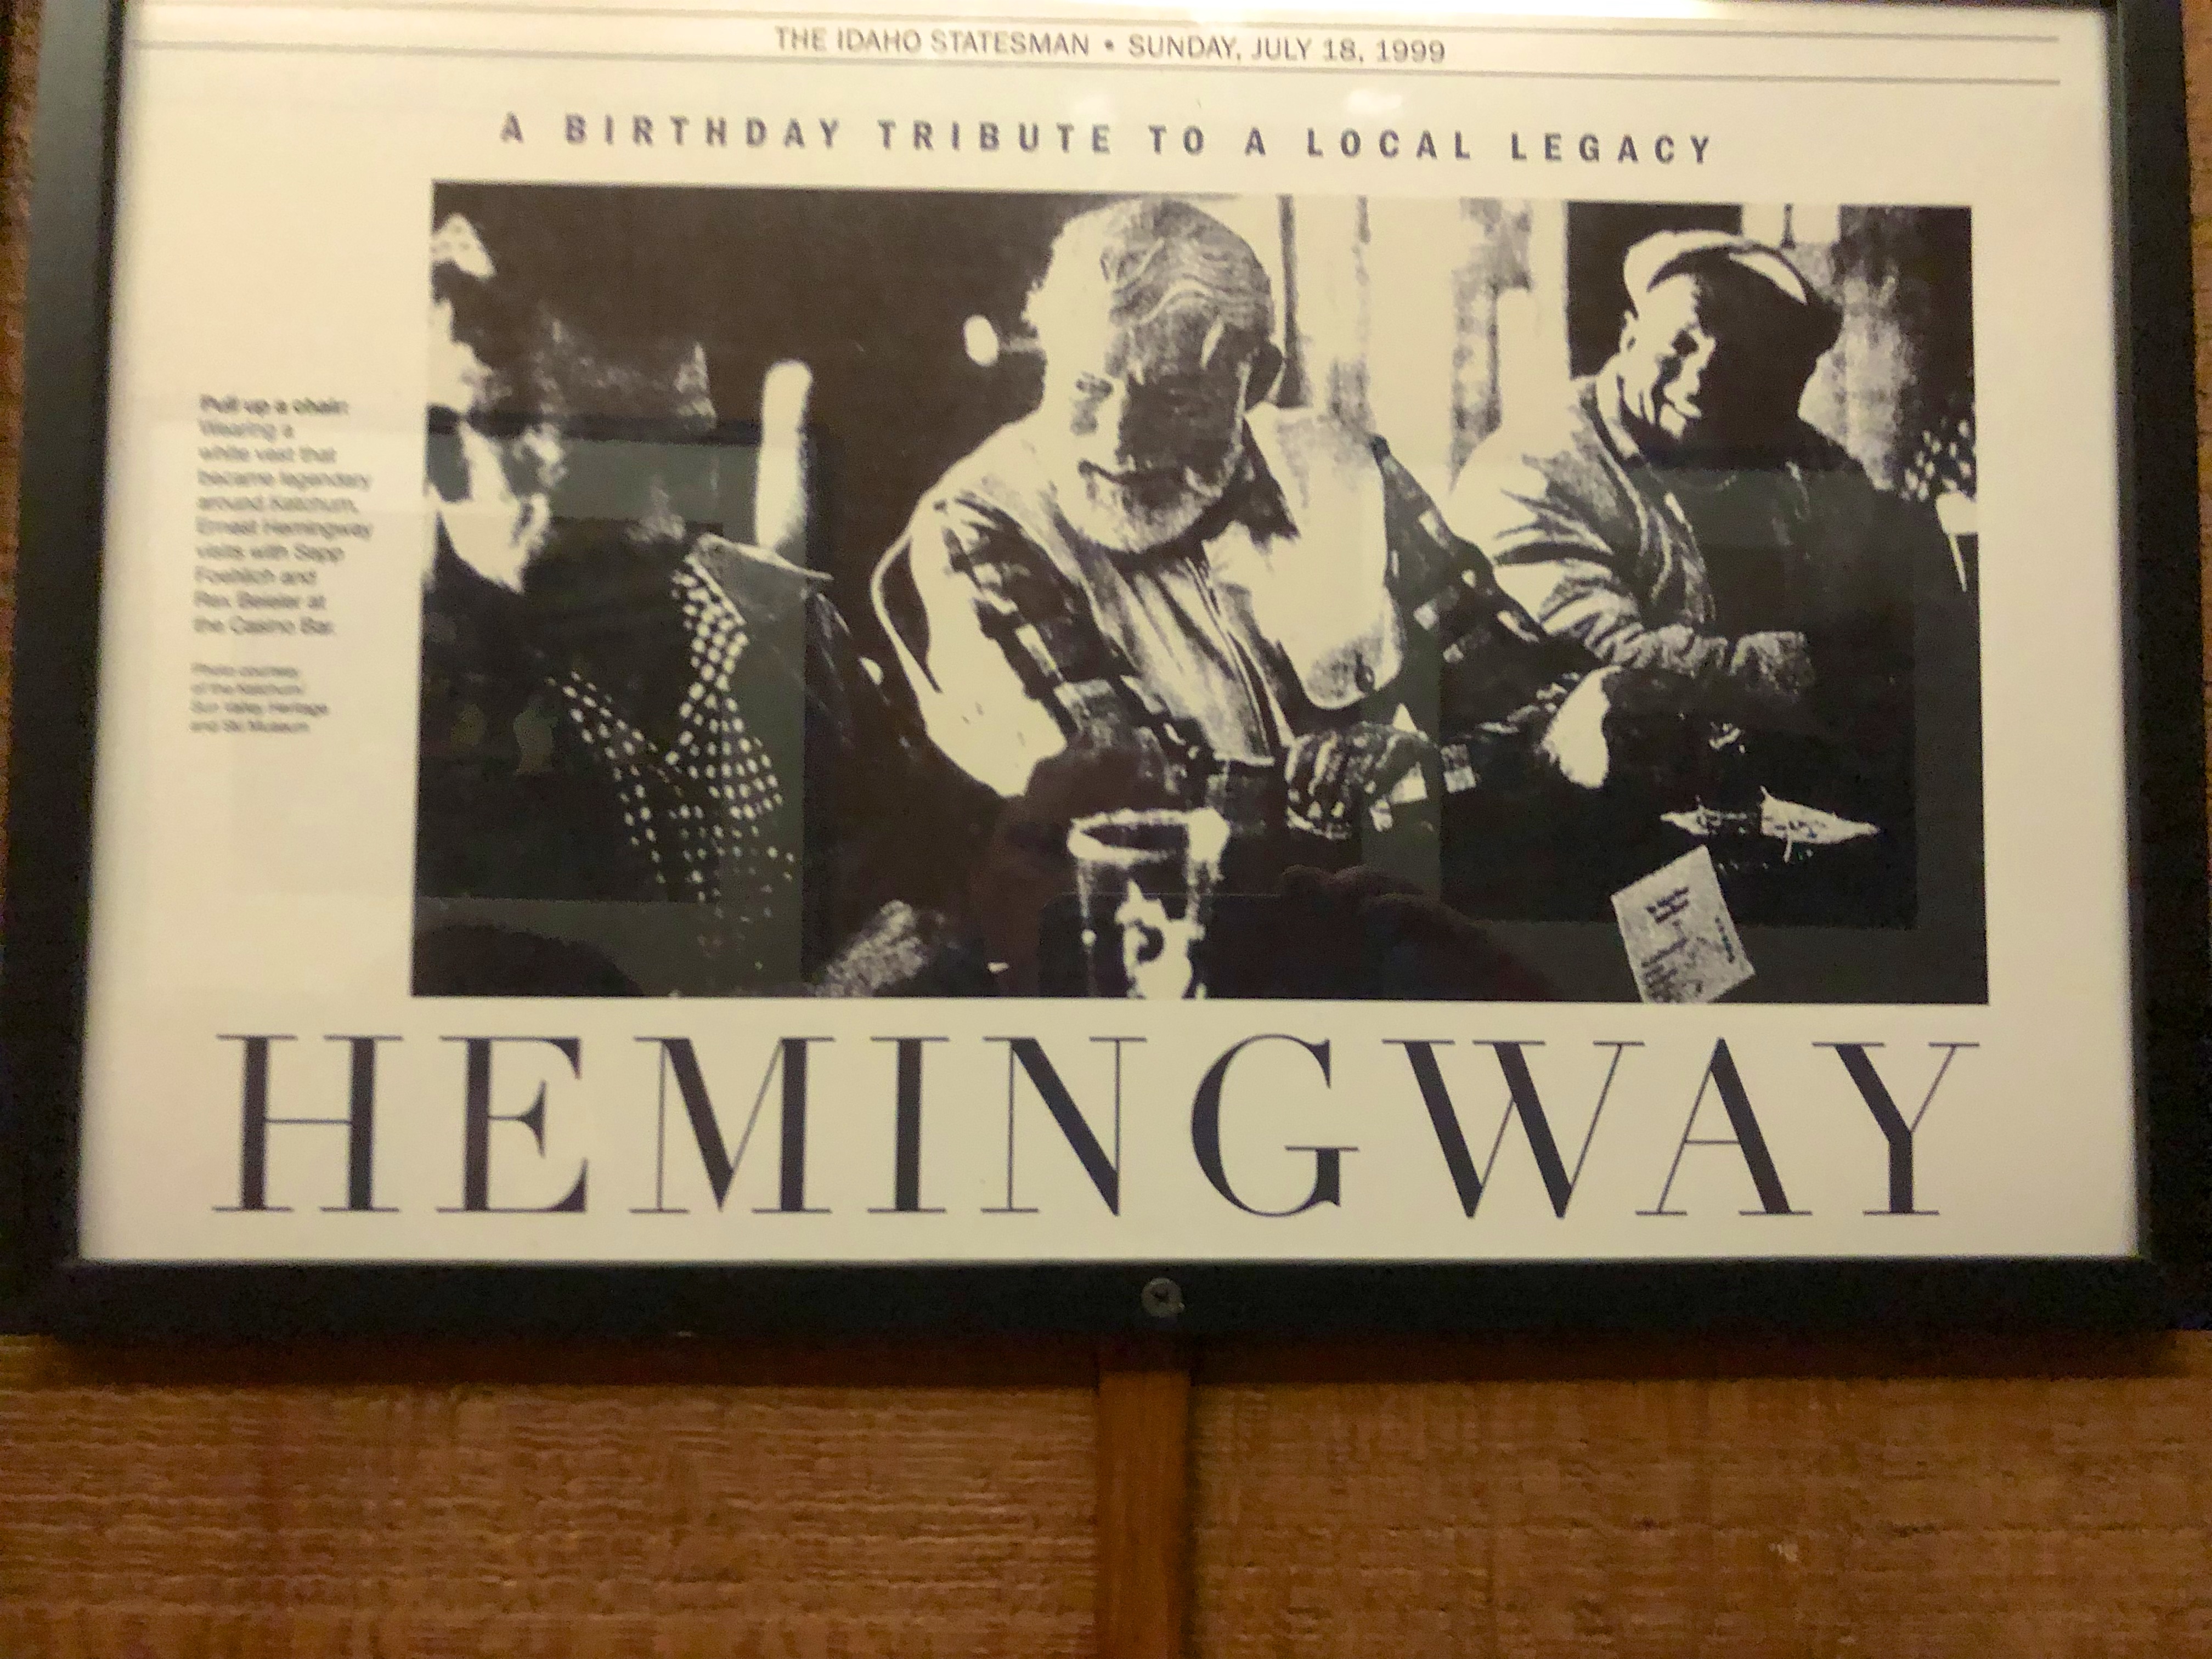 THE IDAHO STATESMAN • SUNDAY, JULY 18, 1999
A BIRTHDAY TRIBUTE TO A LOCAL LEGACY
Pull up a chair:
Wearing a
white vest that
became legendary
around Ketchum,
Ernest Hemingway
visits with Sepp
Froehlich and
Rex Beisler at
the Casino Bar.
Photo courtesy
of the Ketchum/
Sun Valley Heritage
and Ski Museum
HEMINGWAY